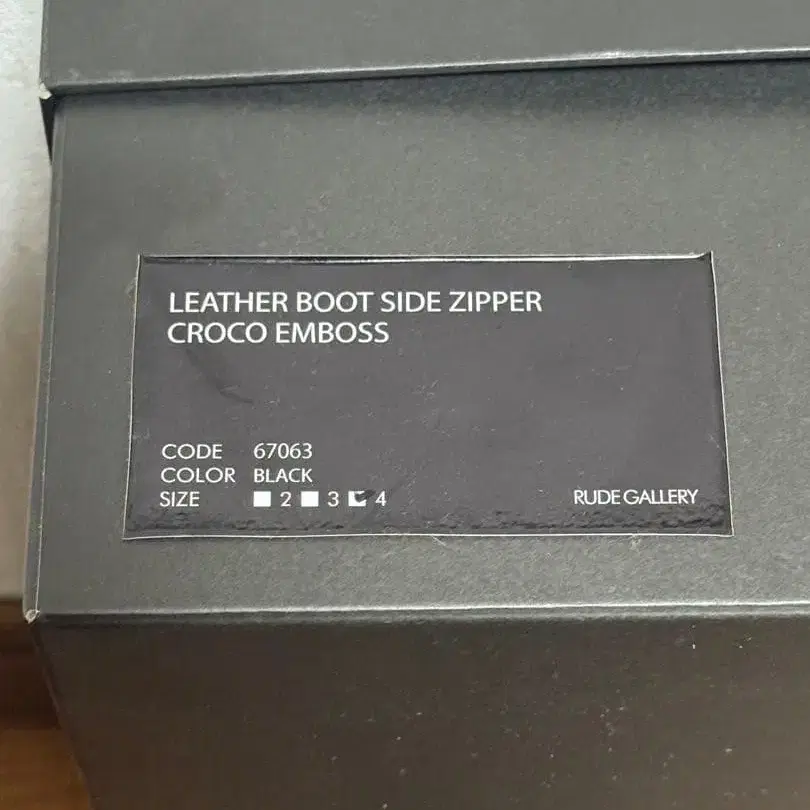 LEATHER BOOT SIDE ZIPPER
CROCO EMBOSS
CODE 67063
COLOR BLACK
SIZE 2 3 4
RUDE GALLERY